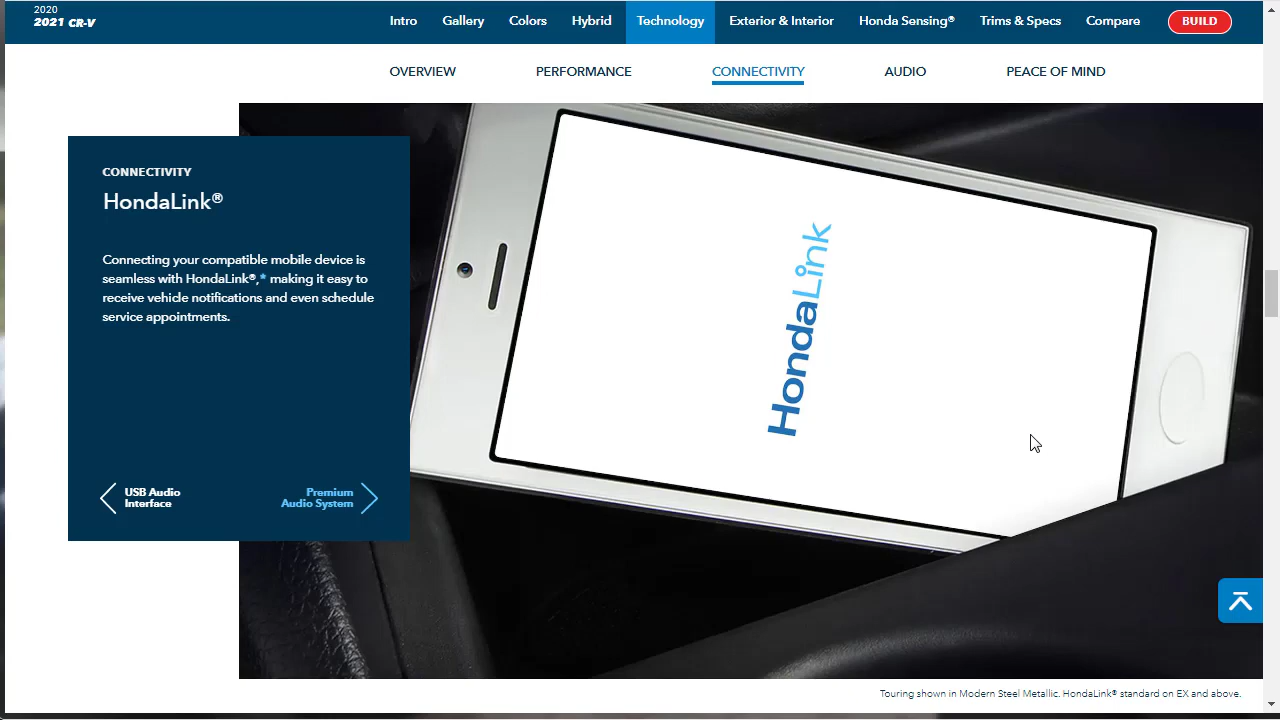 2020
2021 CR-V
Intro Gallery Colors Hybrid Technology Exterior & Interior Honda Sensing® Trims & Specs Compare BUILD
OVERVIEW PERFORMANCE CONNECTIVITY AUDIO PEACE OF MIND
CONNECTIVITY
HondaLink®
Connecting your compatible mobile device is
seamless with HondaLink®,* making it easy to
receive vehicle notifications and even schedule
service appointments.
USB Audio
Interface
Premium
Audio System
HondaLink
Touring shown in Modern Steel Metallic. HondaLink® standard on EX and above.